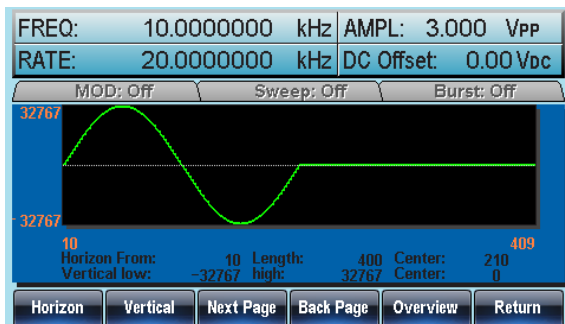 FREQ: 10.0000000 kHz AMPL: 3.000 VPP
RATE: 20.0000000 kHz DC Offset: 0.00 VDC
MOD: Off Sweep: Off Burst: Off
32767
-32767
10 409
Horizon From: 10 Length: 400 Center: 210
Vertical low: -32767 high: 32767 Center: 0
Horizon Vertical Next Page Back Page Overview Return